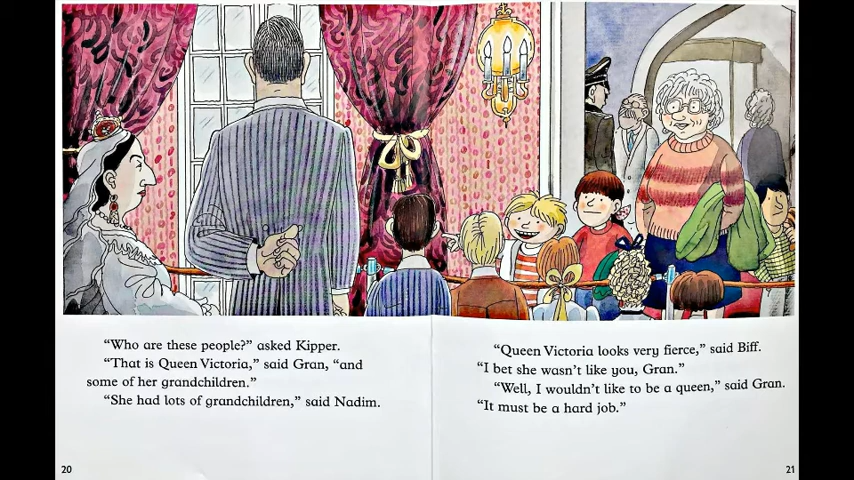 “Who are these people?” asked Kipper.
“That is Queen Victoria,” said Gran, “and
some of her grandchildren.”
“She had lots of grandchildren,” said Nadim.
20
“Queen Victoria looks very fierce,” said Biff.
“I bet she wasn’t like you, Gran.”
“Well, I wouldn’t like to be a queen,” said Gran.
“It must be a hard job.”
21